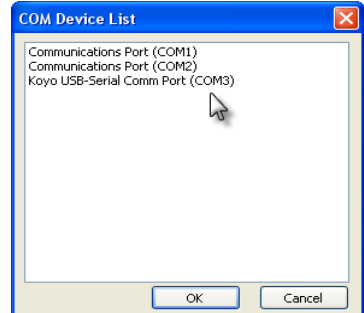 COM Device List
Communications Port (COM1)
Communications Port (COM2)
Koyo USB-Serial Comm Port (COM3)
OK
Cancel